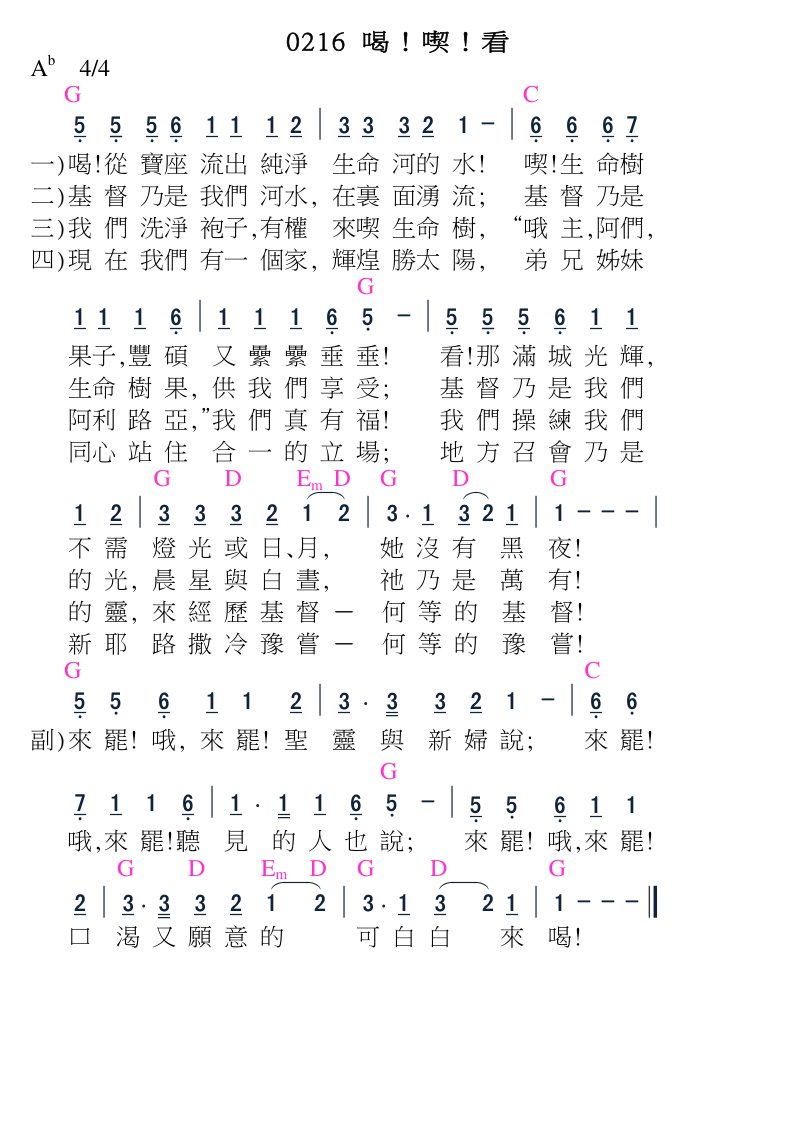 0216 喝！喫！看
A♭ 4/4
G C
5 5 5 6 1 1 1 2 | 3 3 3 2 1 － | 6 6 6 7
一)喝!從 寶座 流出 純淨 生命 河的 水! 喫!生 命樹
二)基 督 乃是 我們 河水, 在裏 面湧 流; 基 督 乃是
三)我 們 洗淨 袍子,有權 來喫 生命 樹, “哦 主,阿們,
四)現 在 我們 有一 個家, 輝煌 勝太 陽, 弟 兄 姊妹
G
1 1 1 6 | 1 1 1 6 5 － | 5 5 5 6 1 1
果子,豐 碩 又 纍 纍 垂 垂! 看!那 滿 城 光 輝,
生命 樹 果, 供 我 們 享 受; 基 督 乃 是 我 們
阿利 路 亞,”我 們 真 有 福! 我 們 操 練 我 們
同心 站 住 合 一 的 立 場; 地 方 召 會 乃 是
G D Em D G D G
1 2 | 3 3 3 2 1 2 | 3 · 1 3 2 1 | 1 － － － |
不 需 燈 光 或 日、月, 她 沒 有 黑 夜!
的 光, 晨 星 與 白 晝, 祂 乃 是 萬 有!
的 靈, 來 經 歷 基 督 － 何 等 的 基 督!
新 耶 路 撒 冷 豫 嘗 － 何 等 的 豫 嘗!
G C
5 5 6 1 1 2 | 3 · 3 3 2 1 － | 6 6
副)來 罷! 哦, 來 罷! 聖 靈 與 新 婦 說; 來 罷!
G
7 1 1 6 | 1 · 1 1 6 5 － | 5 5 6 1 1
哦,來 罷!聽 見 的 人 也 說; 來 罷! 哦,來 罷!
G D Em D G D G
2 | 3 · 3 3 2 1 2 | 3 · 1 3 2 1 | 1 － － － ‖
口 渴 又 願 意 的 可 白 白 來 喝!